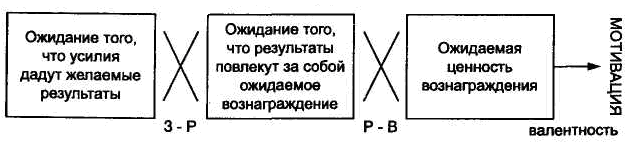 Ожидание того,
что усилия
дадут желаемые
результаты
З - Р
Ожидание того,
что результаты
повлекут за собой
ожидаемое
вознаграждение
Р - В
Ожидаемая
ценность
вознаграждения
валентность
МОТИВАЦИЯ